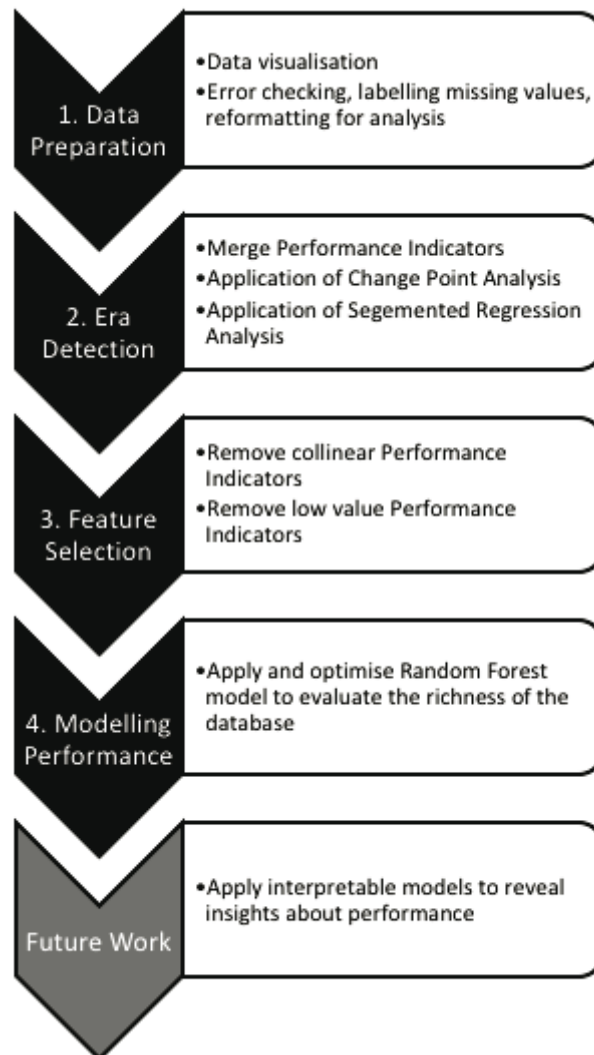 1. Data
Preparation
•Data visualisation
•Error checking, labelling missing values,
reformatting for analysis
2. Era
Detection
•Merge Performance Indicators
•Application of Change Point Analysis
•Application of Segemented Regression
Analysis
3. Feature
Selection
•Remove collinear Performance
Indicators
•Remove low value Performance
Indicators
4. Modelling
Performance
•Apply and optimise Random Forest
model to evaluate the richness of the
database
Future Work
•Apply interpretable models to reveal
insights about performance